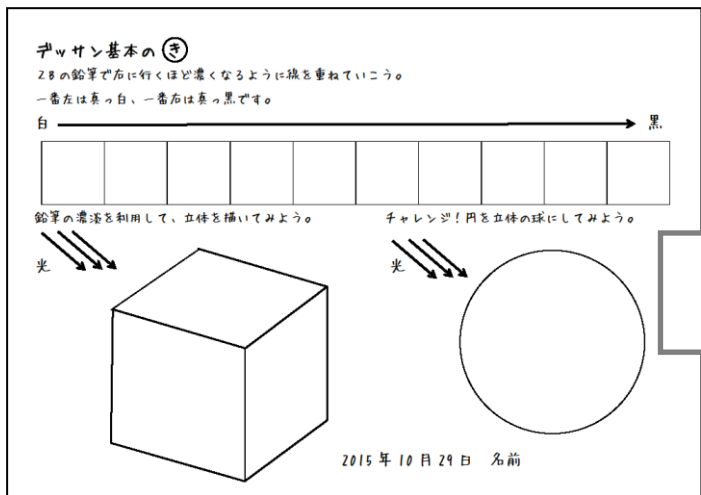 デッサン基本の き
2Bの鉛筆で右に行くほど濃くなるように線を重ねていこう。
一番左は真っ白、一番右は真っ黒です。
白 黒
鉛筆の濃淡を利用して、立体を描いてみよう。
チャレンジ！円を立体の球にしてみよう。
光 光
2015年10月29日 名前